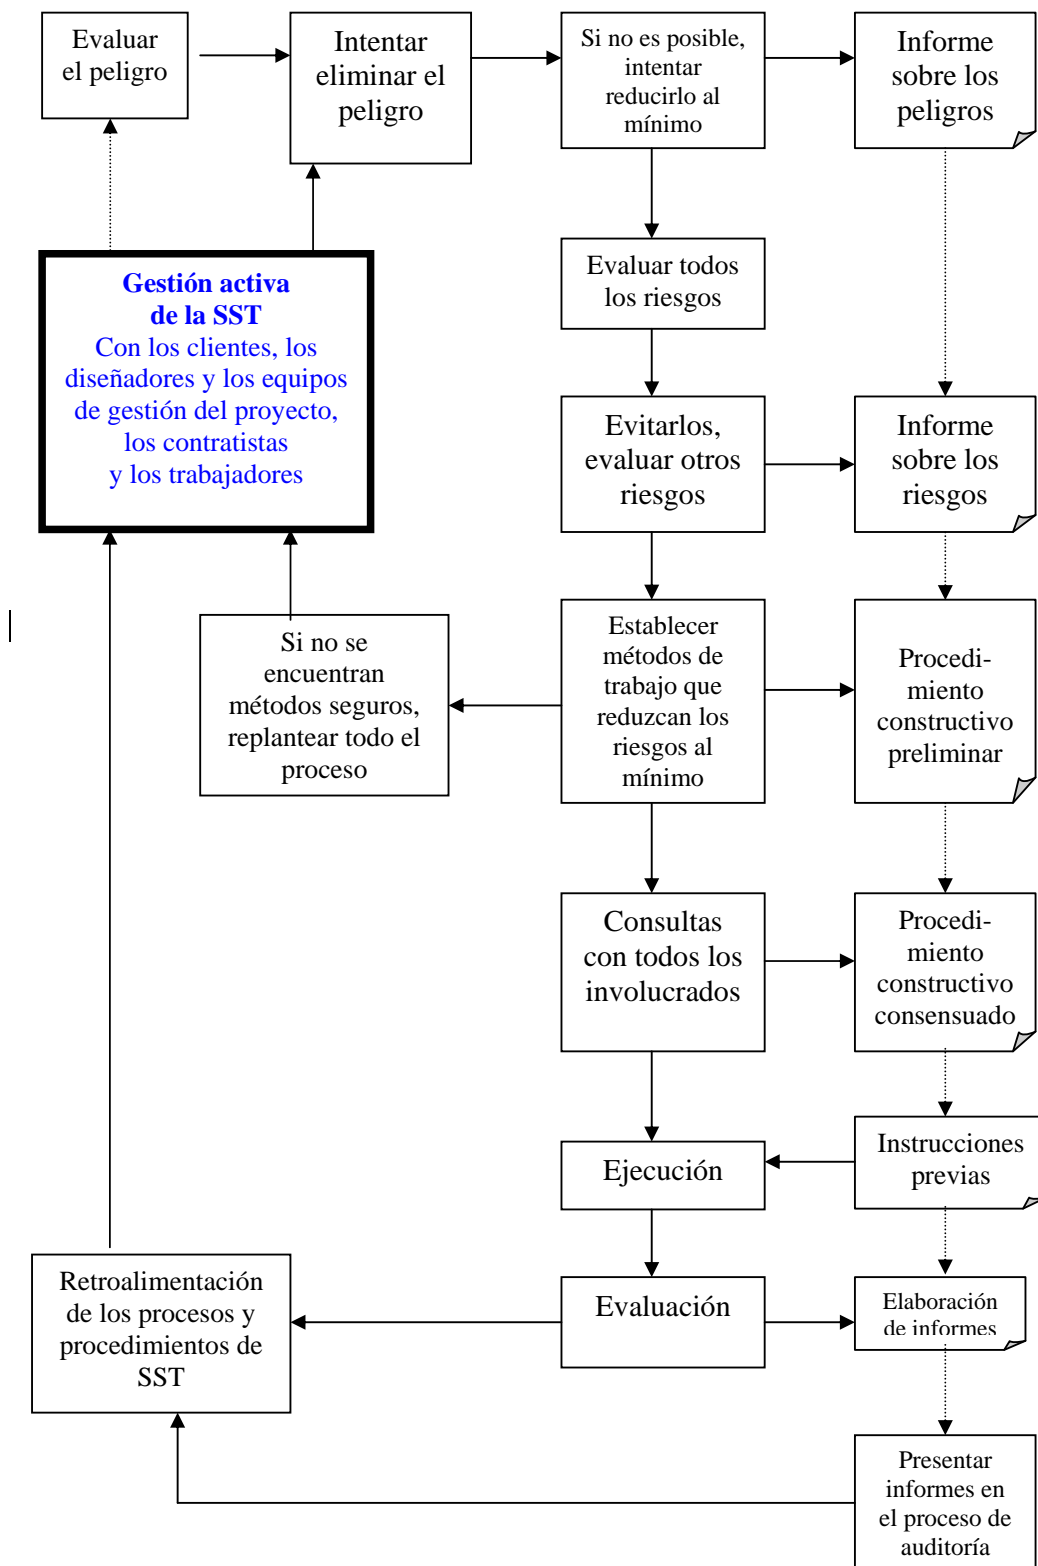 Evaluar
el peligro
Intentar
eliminar el
peligro
Si no es posible,
intentar
reducirlo al
mínimo
Informe
sobre los
peligros
Gestión activa
de la SST
Con los clientes, los
diseñadores y los equipos
de gestión del proyecto,
los contratistas
y los trabajadores
Evaluar todos
los riesgos
Evitarlos,
evaluar otros
riesgos
Informe
sobre los
riesgos
Si no se
encuentran
métodos seguros,
replantear todo el
proceso
Establecer
métodos de
trabajo que
reduzcan los
riesgos al
mínimo
Procedi-
miento
constructivo
preliminar
Consultas
con todos los
involucrados
Procedi-
miento
constructivo
consensuado
Ejecución
Instrucciones
previas
Retroalimentación
de los procesos y
procedimientos de
SST
Evaluación
Elaboración
de informes
Presentar
informes en
el proceso de
auditoría